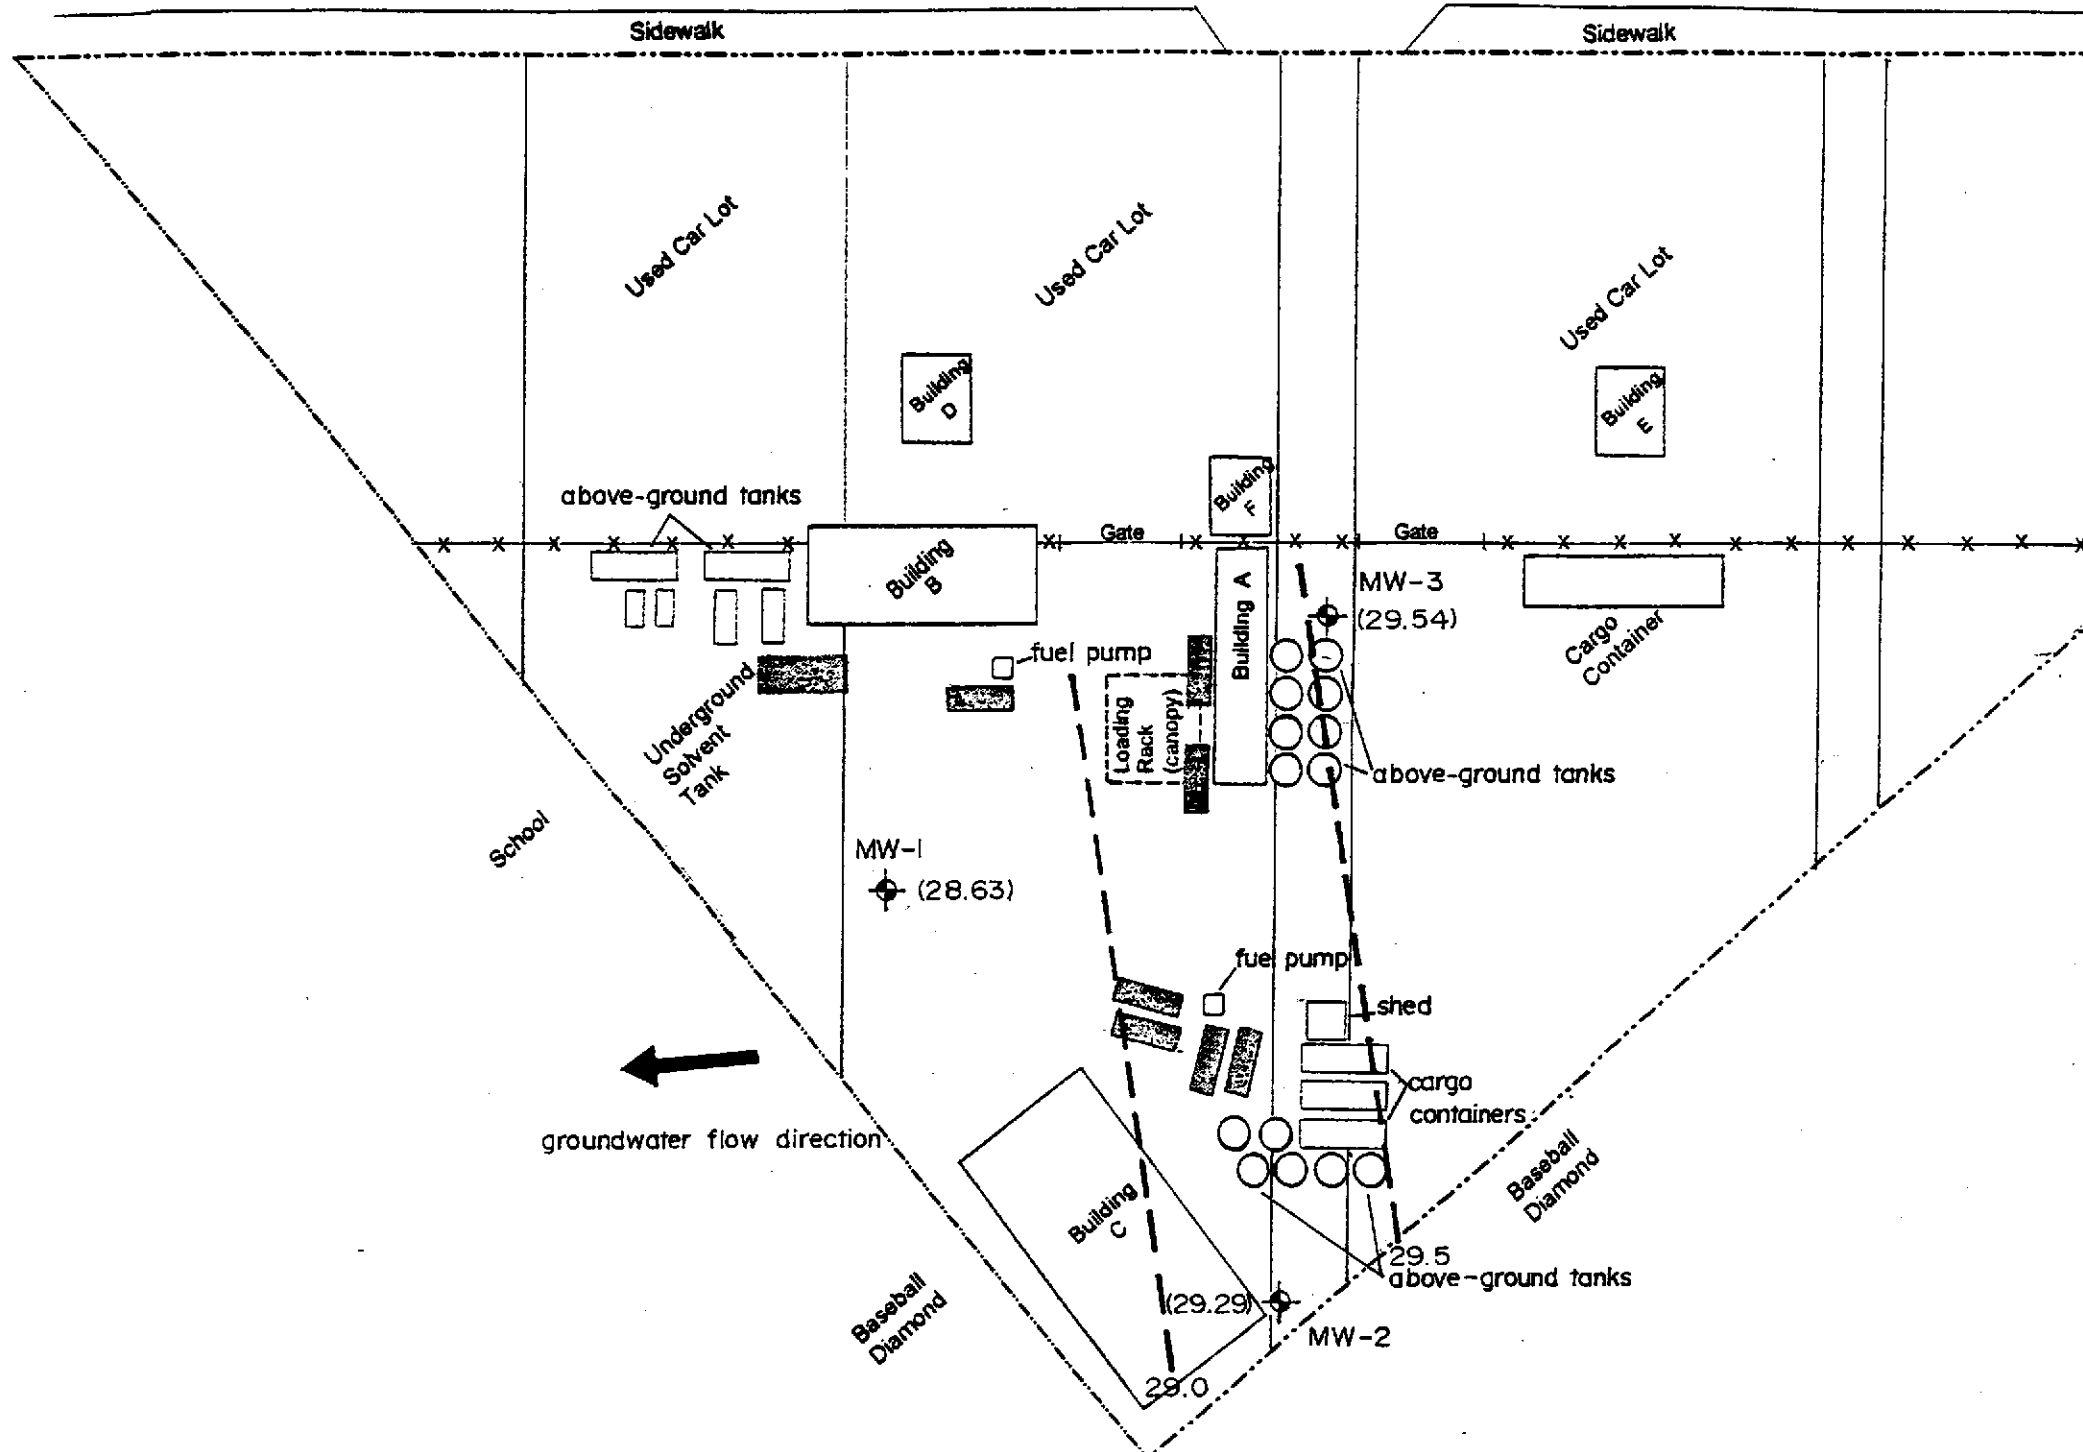 Sidewalk
Sidewalk
Used Car Lot
Used Car Lot
Used Car Lot
Building
D
Building
E
Building
F
above-ground tanks
Gate
Gate
Building
B
Building A
MW-3
(29.54)
Cargo
Container
fuel pump
Loading
Rack
(canopy)
Underground
Solvent
Tank
above-ground tanks
School
MW-1
(28.63)
fuel pump
shed
cargo
containers
groundwater flow direction
Building
C
Baseball
Diamond
29.5
above-ground tanks
(29.29)
MW-2
Baseball
Diamond
29.0